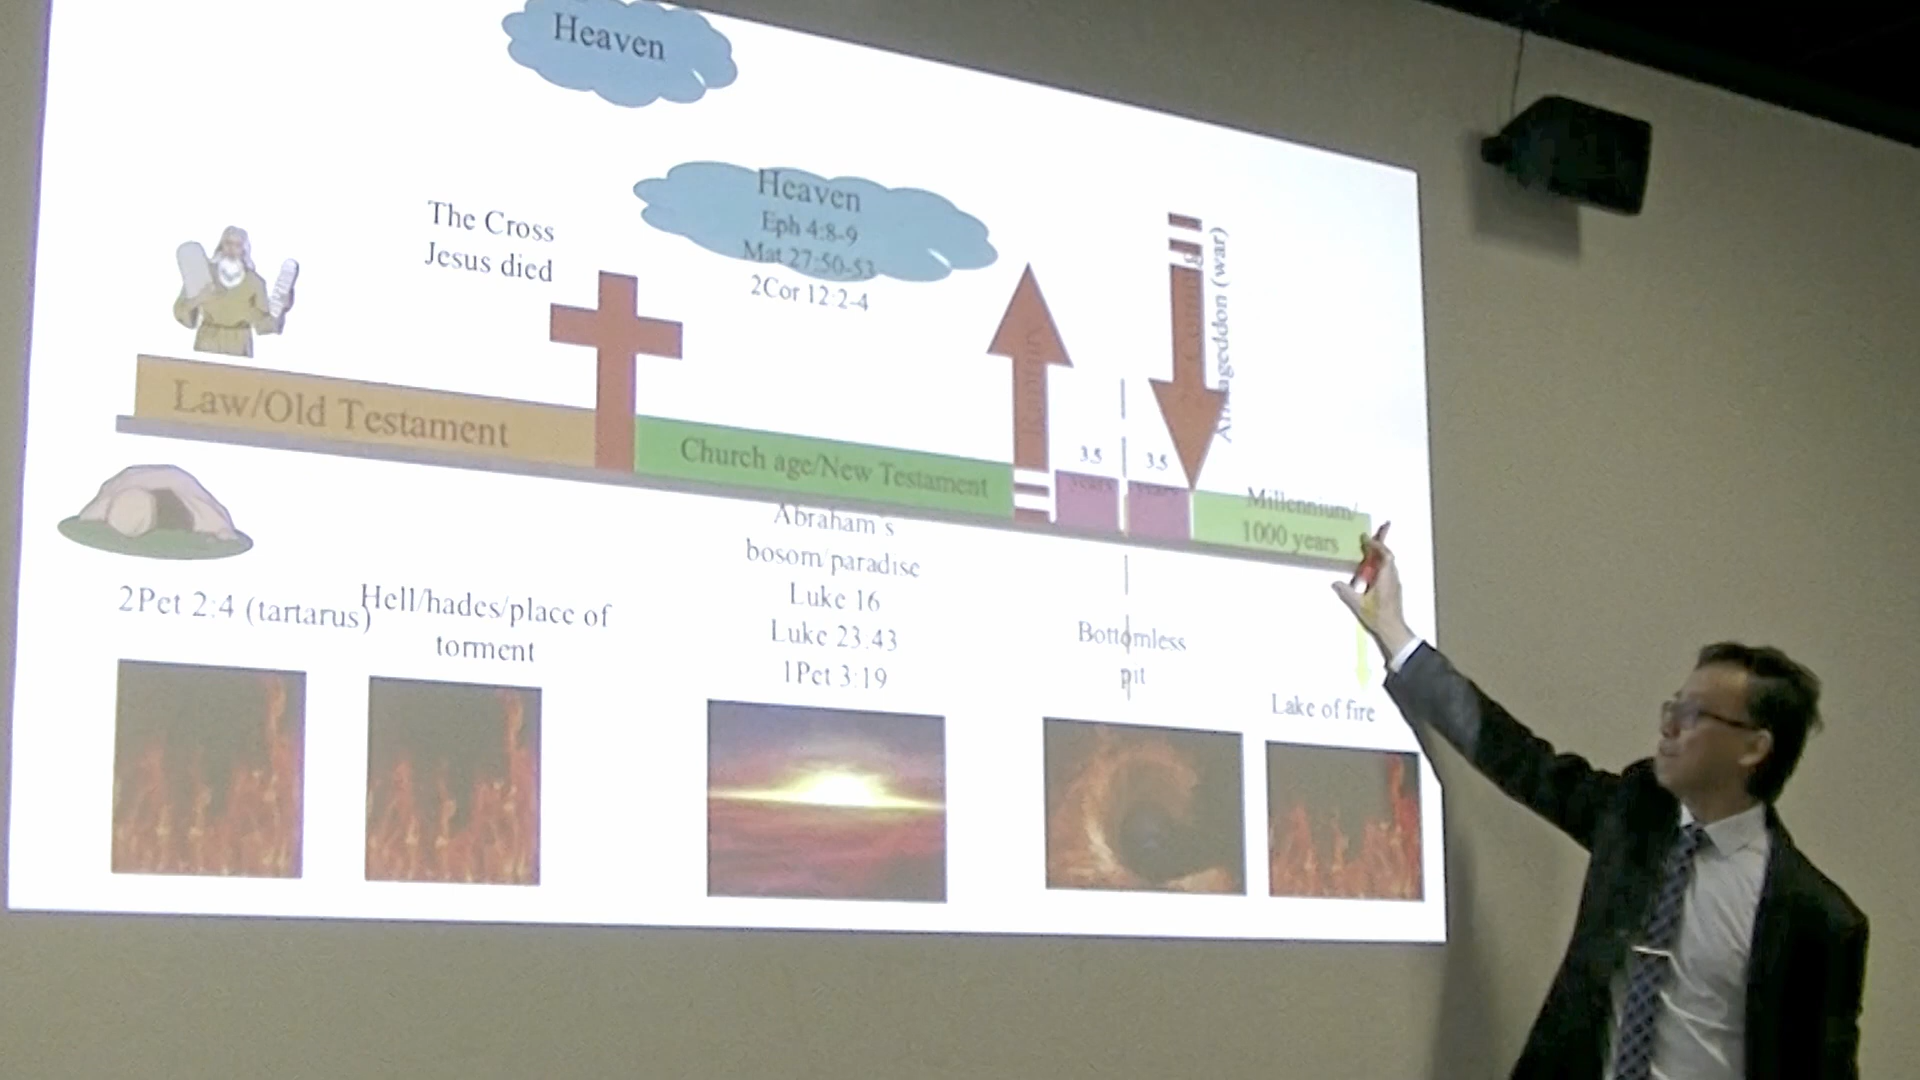 Heaven
Heaven
Eph 4:8-9
Mat 27:50-53
2Cor 12:2-4
The Cross
Jesus died
Rapture
Armageddon (war)
Law/Old Testament
Church age/New Testament
3.5
years
3.5
years
Millennium/
1000 years
2Pet 2:4 (tartarus)
Hell/hades/place of
torment
Abraham's
bosom/paradise
Luke 16
Luke 23:43
1Pet 3:19
Bottomless
pit
Lake of fire